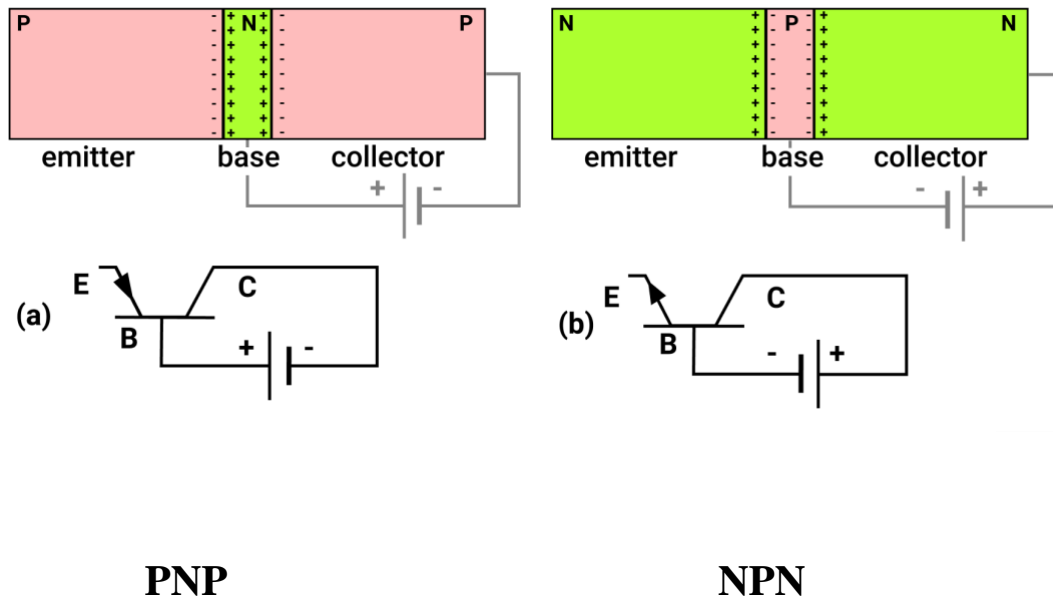 P N P
emitter base collector
+ -
E
C
(a)
B
+ -
PNP
N P N
emitter base collector
- +
E
C
(b)
B
- +
NPN